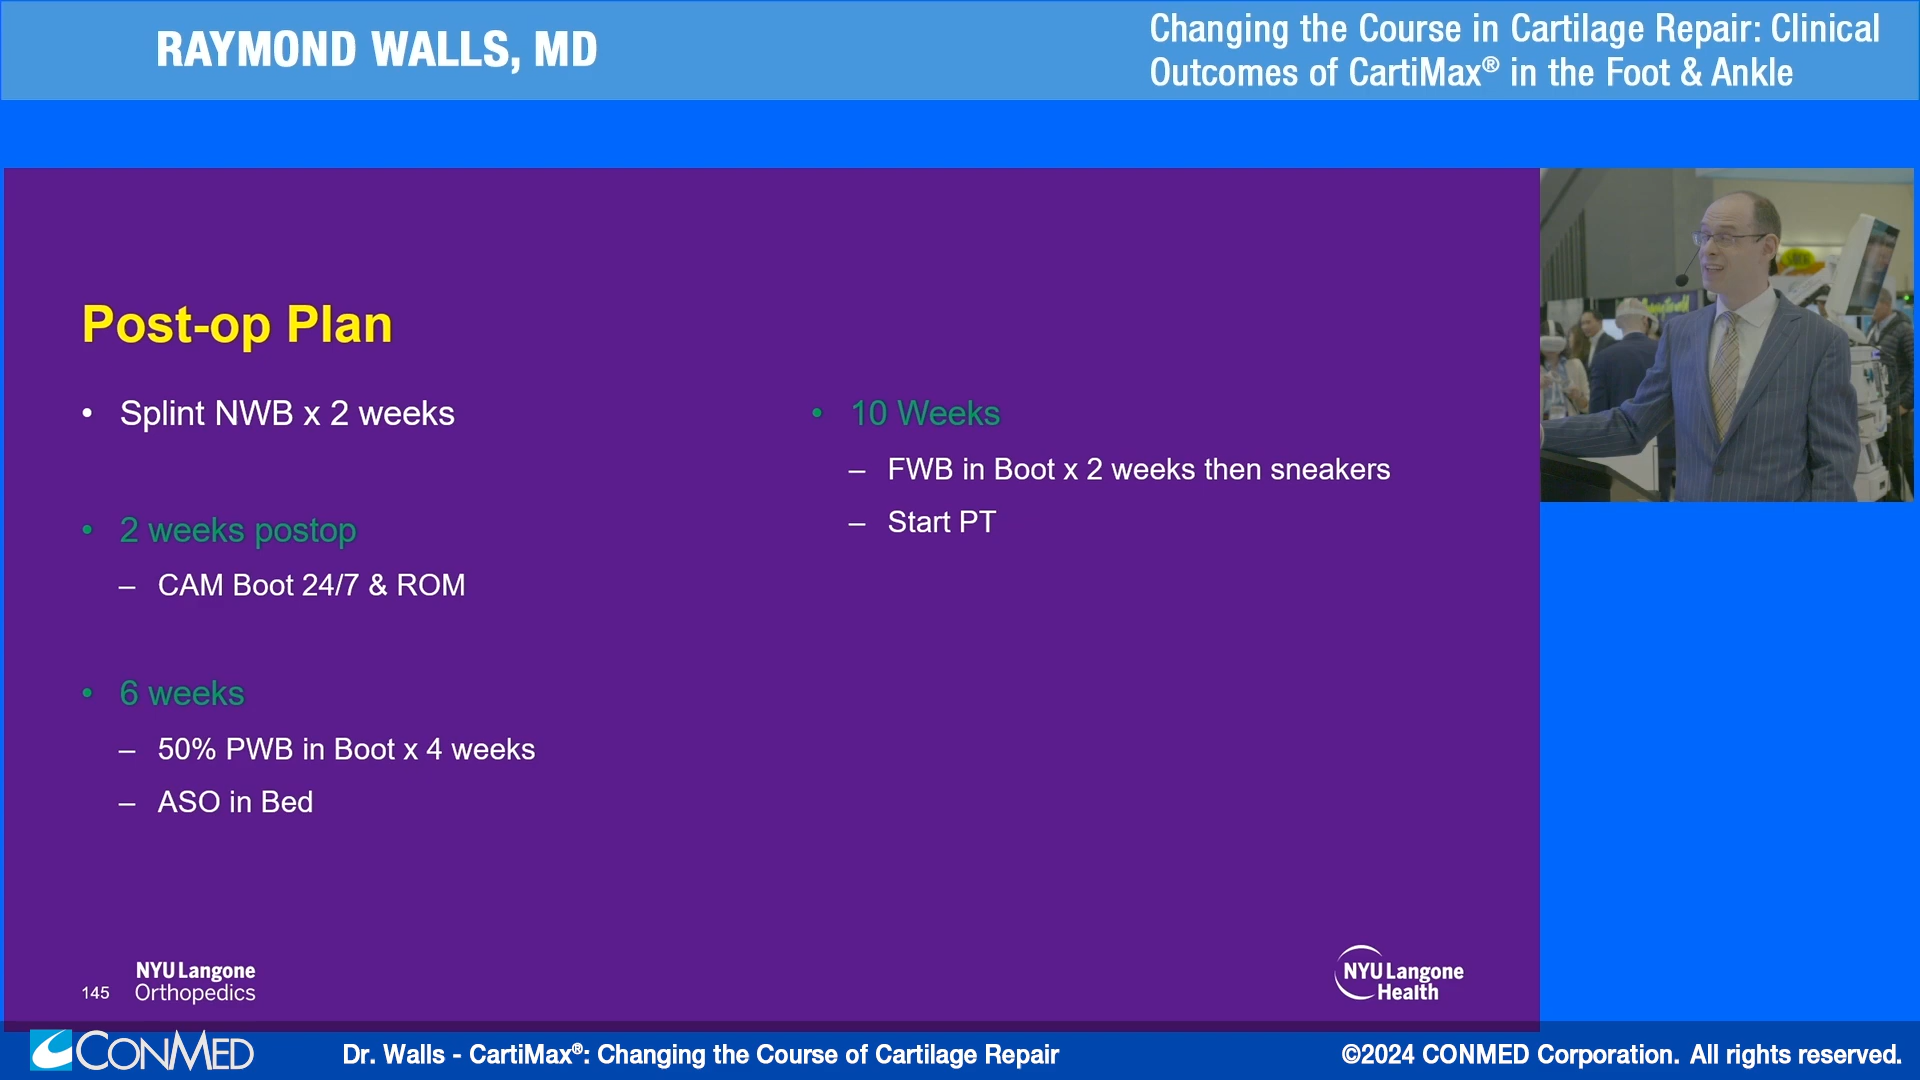 RAYMOND WALLS, MD
Changing the Course in Cartilage Repair: Clinical
Outcomes of CartiMax® in the Foot & Ankle
Post-op Plan
• Splint NWB x 2 weeks
• 2 weeks postop
– CAM Boot 24/7 & ROM
• 6 weeks
– 50% PWB in Boot x 4 weeks
– ASO in Bed
• 10 Weeks
– FWB in Boot x 2 weeks then sneakers
– Start PT
145
NYU Langone
Orthopedics
NYU Langone
Health
CONMED
Dr. Walls - CartiMax®: Changing the Course of Cartilage Repair
©2024 CONMED Corporation. All rights reserved.